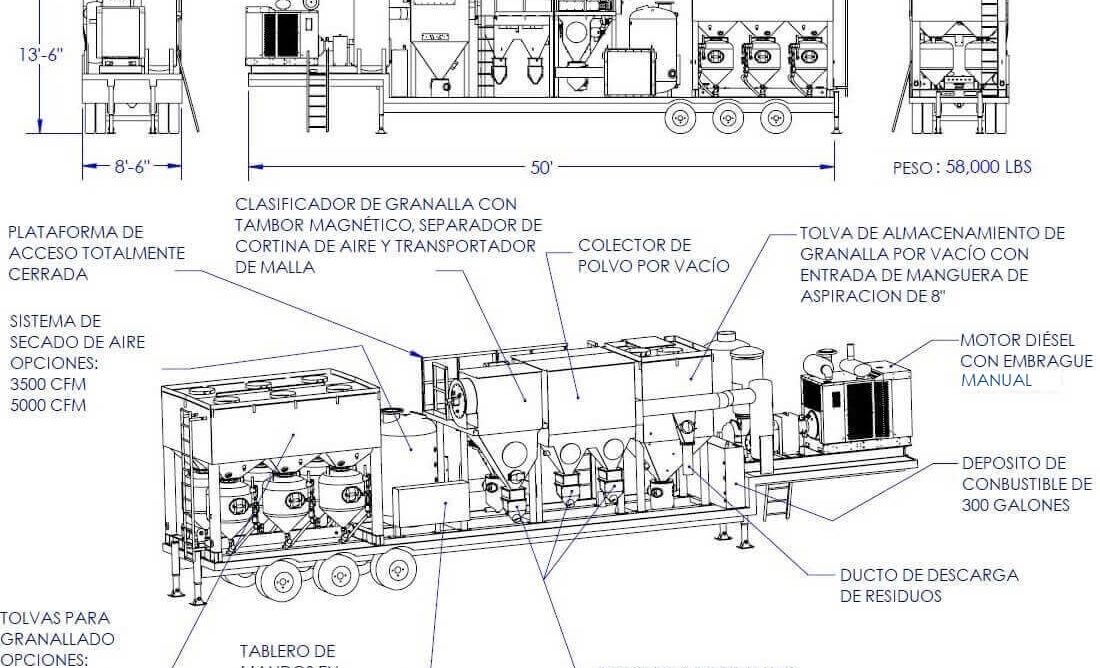 13'-6"
8'-6"
50'
PESO: 58,000 LBS
CLASIFICADOR DE GRANALLA CON
TAMBOR MAGNÉTICO, SEPARADOR DE
CORTINA DE AIRE Y TRANSPORTADOR
DE MALLA
PLATAFORMA DE
ACCESO TOTALMENTE
CERRADA
COLECTOR DE
POLVO POR VACÍO
TOLVA DE ALMACENAMIENTO DE
GRANALLA POR VACÍO CON
ENTRADA DE MANGUERA DE
ASPIRACION DE 8"
SISTEMA DE
SECADO DE AIRE
OPCIONES:
3500 CFM
5000 CFM
MOTOR DIÉSEL
CON EMBRAGUE
MANUAL
DEPOSITO DE
CONBUSTIBLE DE
300 GALONES
DUCTO DE DESCARGA
DE RESIDUOS
TOLVAS PARA
GRANALLADO
OPCIONES:
TABLERO DE